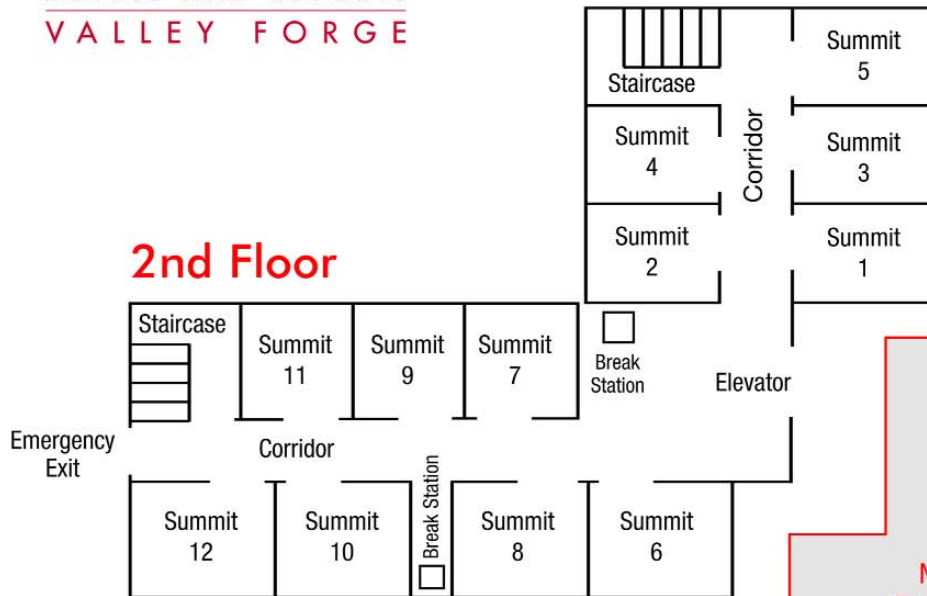 VALLEY FORGE
Summit
5
Staircase
Corridor
Summit
4
Summit
3
Summit
2
Summit
1
2nd Floor
Staircase
Summit
11
Summit
9
Summit
7
Break
Station
Elevator
Emergency
Exit
Corridor
Break Station
Summit
12
Summit
10
Summit
8
Summit
6